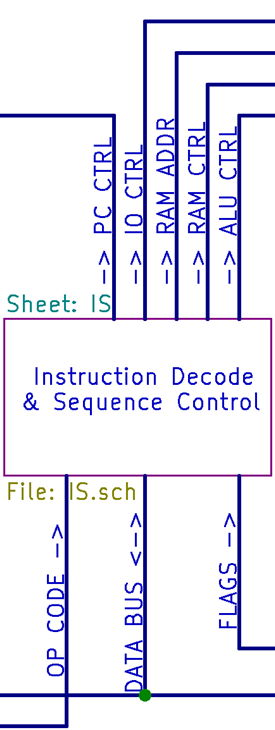 --> PC CTRL
--> IO CTRL
--> RAM ADDR
--> RAM CTRL
--> ALU CTRL
Sheet: IS
Instruction Decode
& Sequence Control
File: IS.sch
OP CODE -->
DATA BUS <-->
FLAGS -->